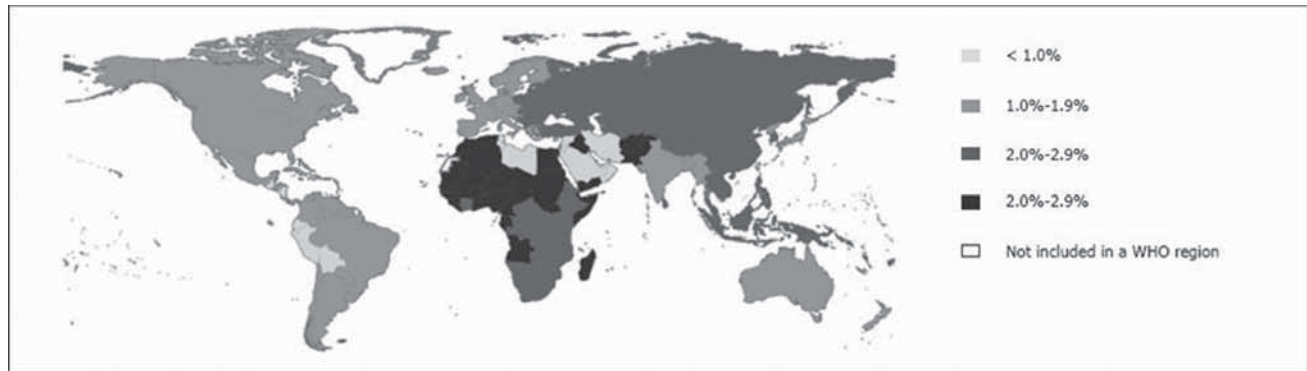 < 1.0%
1.0%-1.9%
2.0%-2.9%
2.0%-2.9%
Not included in a WHO region